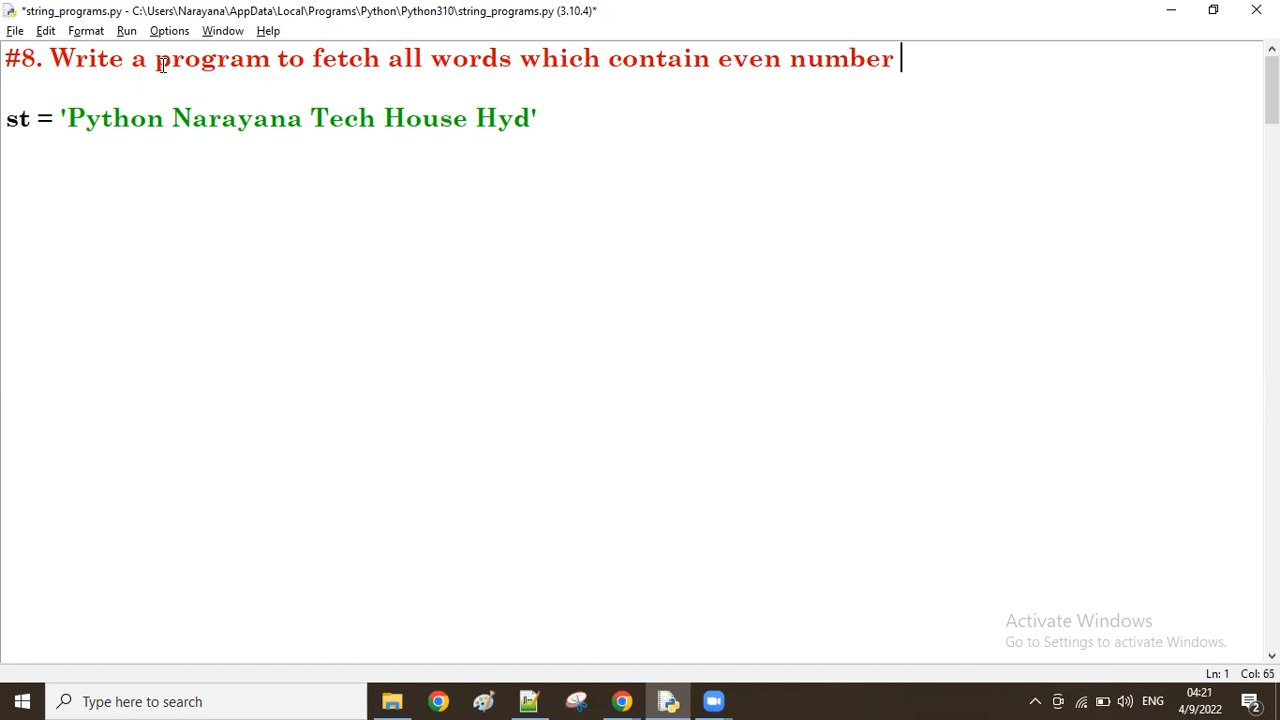 *string_programs.py - C:\Users\Narayana\AppData\Local\Programs\Python\Python310\string_programs.py (3.10.4)*
File Edit Format Run Options Window Help
#8. Write a program to fetch all words which contain even number
st = 'Python Narayana Tech House Hyd'
Activate Windows
Go to Settings to activate Windows.
Ln: 1 Col: 65
Type here to search
ENG
04:21
4/9/2022
2